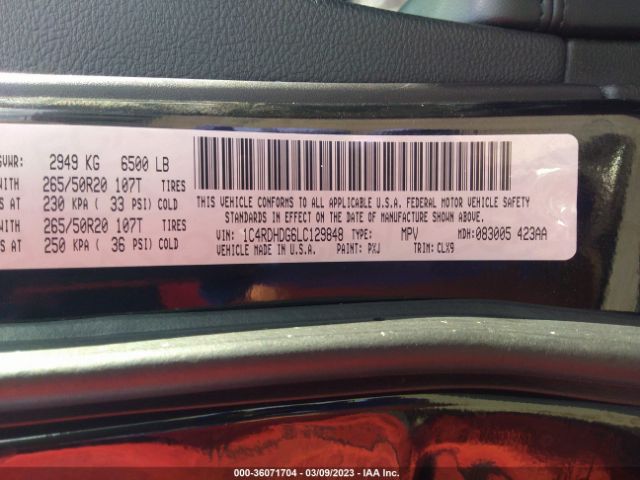 GVWR: 2949 KG 6500 LB
WITH 265/50R20 107T TIRES
S AT 230 KPA ( 33 PSI) COLD
WITH 265/50R20 107T TIRES
S AT 250 KPA ( 36 PSI) COLD
THIS VEHICLE CONFORMS TO ALL APPLICABLE U.S.A. FEDERAL MOTOR VEHICLE SAFETY
STANDARDS IN EFFECT ON THE DATE OF MANUFACTURE SHOWN ABOVE.
VIN: 1C4RDHDG6LC129848 TYPE: MPV MDH: 083005 423AA
VEHICLE MADE IN U.S.A. PAINT: PXJ TRIM: CLX9
000-36071704 | 03/09/2023 | IAA Inc.